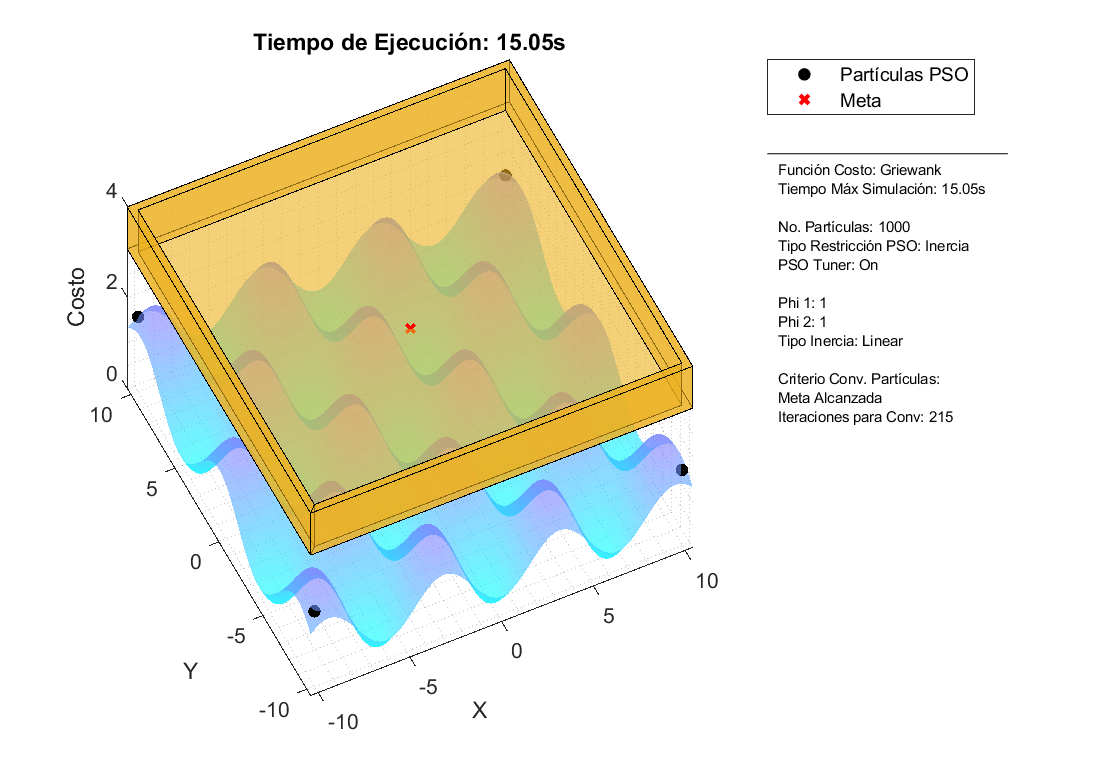 Tiempo de Ejecución: 15.05s
Partículas PSO
Meta
Función Costo: Griewank
Tiempo Máx Simulación: 15.05s
No. Partículas: 1000
Tipo Restricción PSO: Inercia
PSO Tuner: On
Phi 1: 1
Phi 2: 1
Tipo Inercia: Linear
Criterio Conv. Partículas:
Meta Alcanzada
Iteraciones para Conv: 215
Costo
4
2
0
10
5
0
-5
-10
Y
-10
-5
0
5
10
X